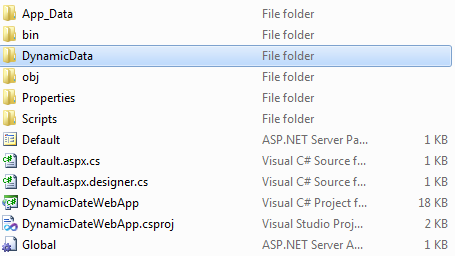 App_Data File folder
bin File folder
DynamicData File folder
obj File folder
Properties File folder
Scripts File folder
Default ASP.NET Server Pa... 1 KB
Default.aspx.cs Visual C# Source f... 1 KB
Default.aspx.designer.cs Visual C# Source f... 1 KB
DynamicDateWebApp Visual C# Project f... 18 KB
DynamicDateWebApp.csproj Visual Studio Proj... 2 KB
Global ASP.NET Server A... 1 KB